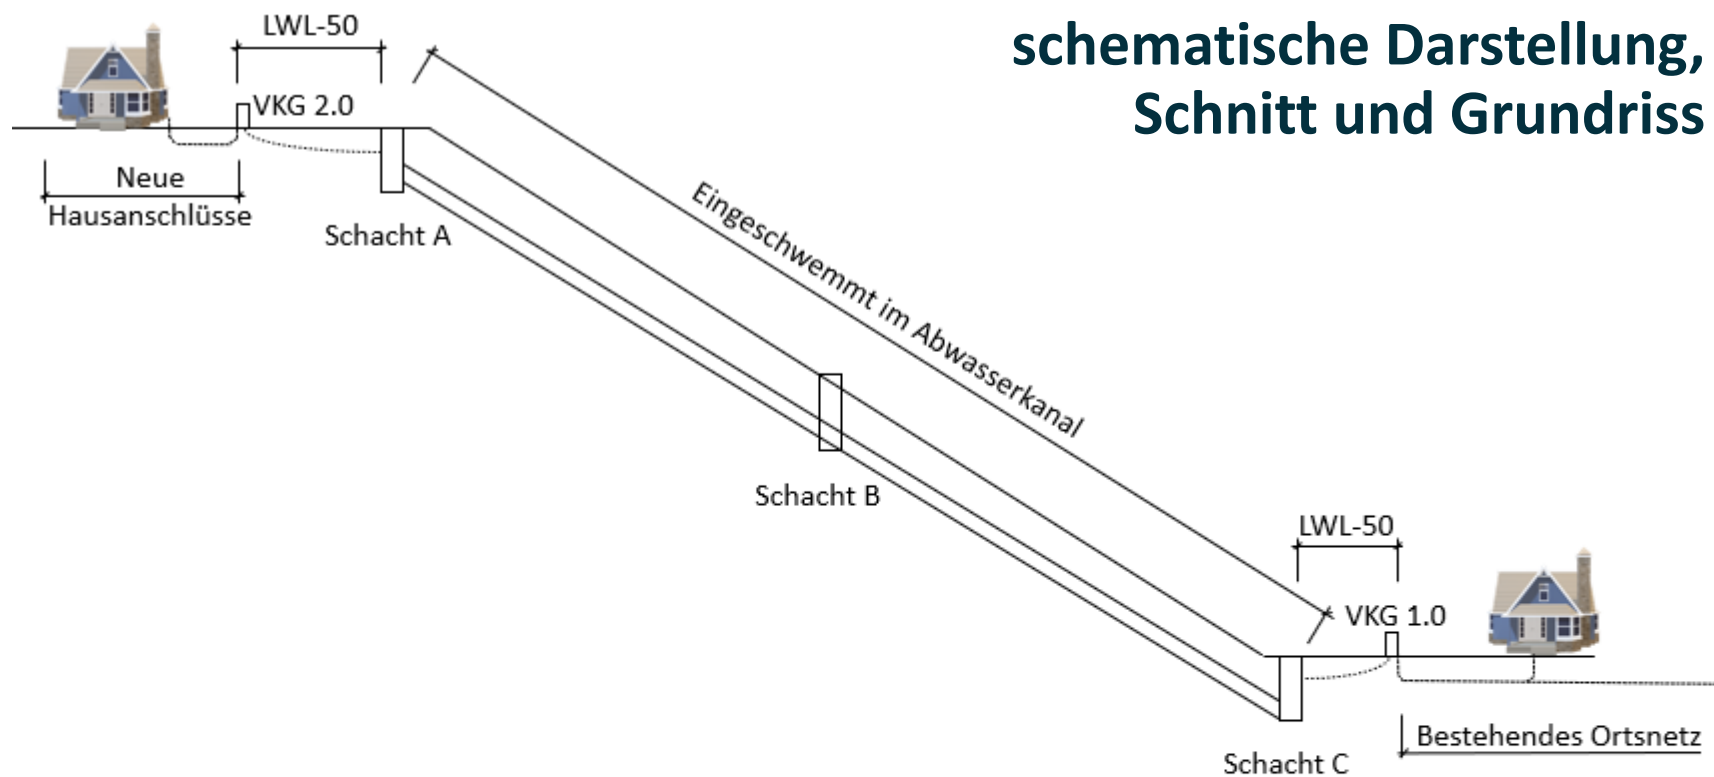 schematische Darstellung,
Schnitt und Grundriss
LWL-50
VKG 2.0
Neue
Hausanschlüsse
Schacht A
Eingeschwemmt im Abwasserkanal
Schacht B
LWL-50
VKG 1.0
Bestehendes Ortsnetz
Schacht C